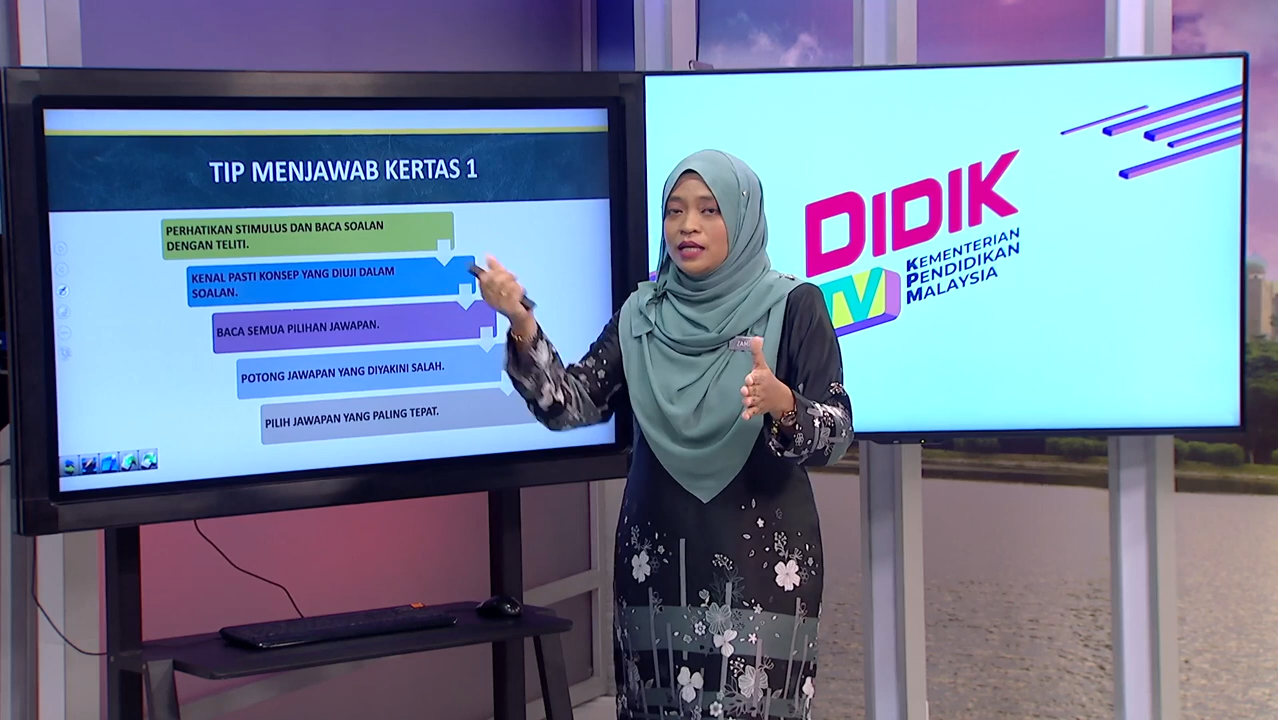 TIP MENJAWAB KERTAS 1
PERHATIKAN STIMULUS DAN BACA SOALAN
DENGAN TELITI.
KENAL PASTI KONSEP YANG DIUJI DALAM
SOALAN.
BACA SEMUA PILIHAN JAWAPAN.
POTONG JAWAPAN YANG DIYAKINI SALAH.
PILIH JAWAPAN YANG PALING TEPAT.
DIDIK
TV
KEMENTERIAN
PENDIDIKAN
MALAYSIA